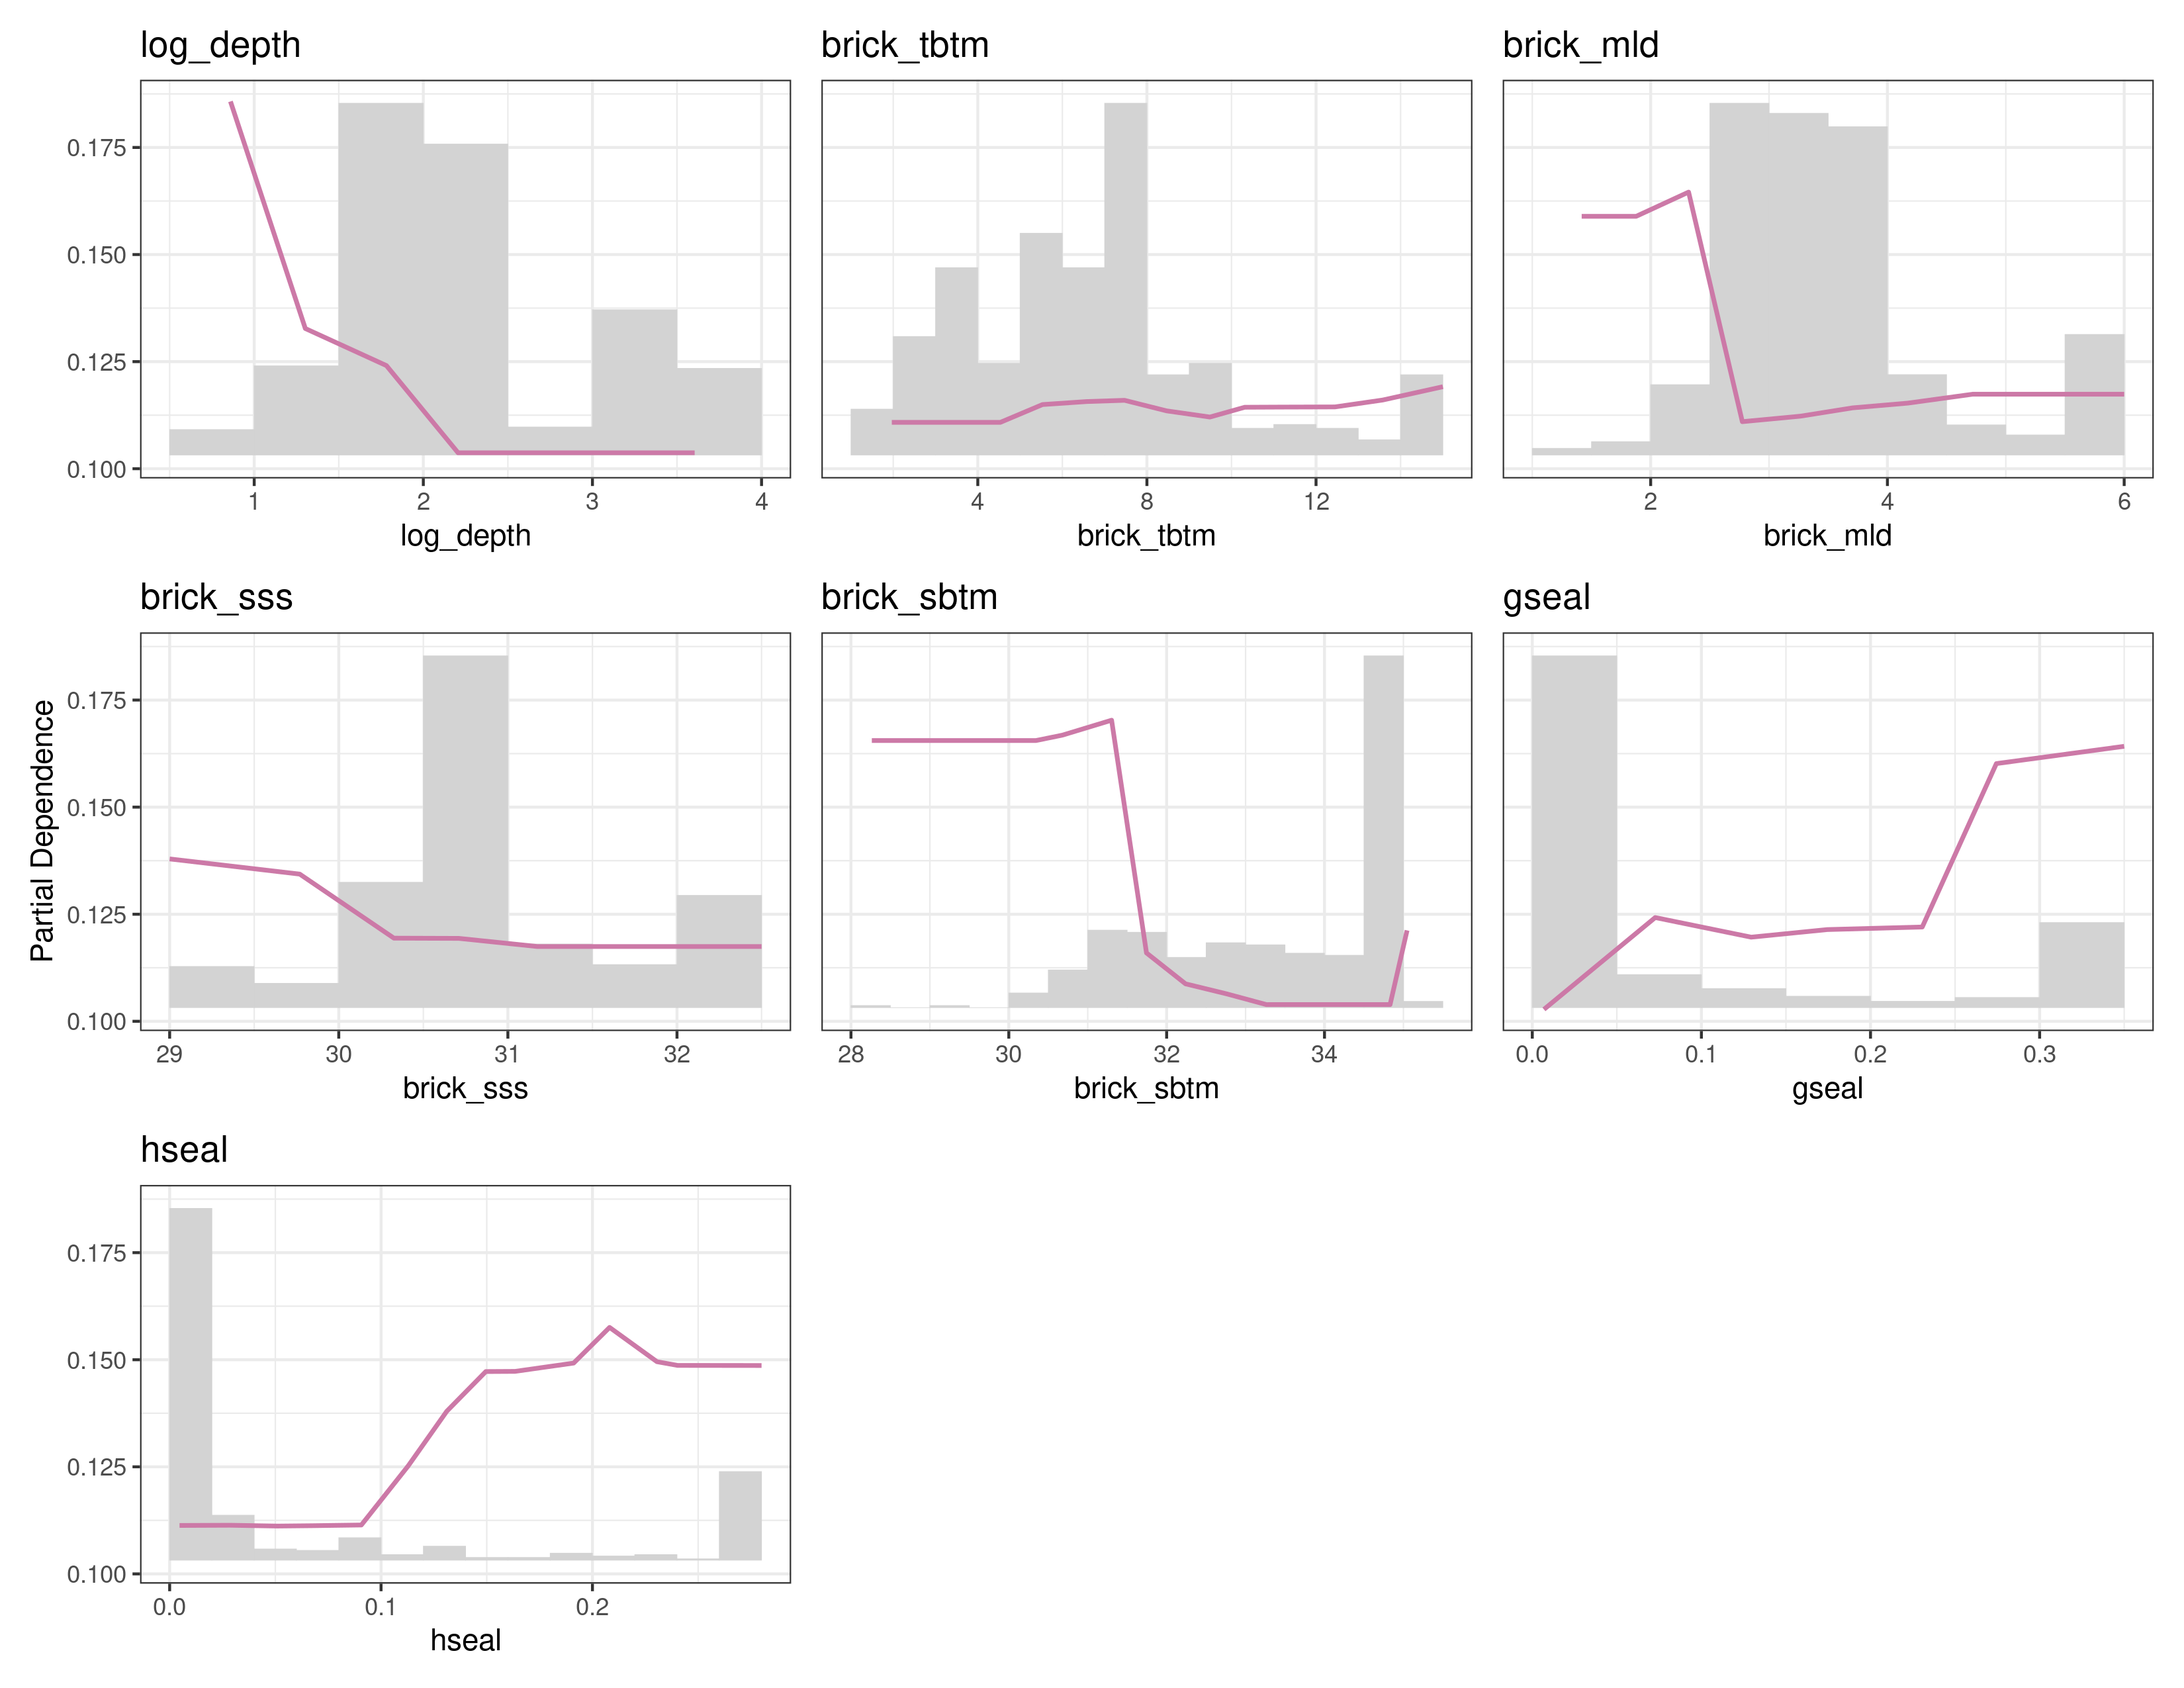 log_depth brick_tbtm brick_mld
0.175
0.150
0.125
0.100
1 2 3 4 4 8 12 2 4 6
log_depth brick_tbtm brick_mld
brick_sss brick_sbtm gseal
Partial Dependence
0.175
0.150
0.125
0.100
29 30 31 32 28 30 32 34 0.0 0.1 0.2 0.3
brick_sss brick_sbtm gseal
hseal
0.175
0.150
0.125
0.100
0.0 0.1 0.2
hseal